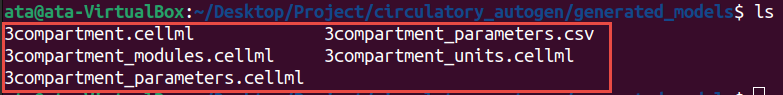 ata@ata-VirtualBox:~/Desktop/Project/circulatory_autogen/generated_models$ ls
3compartment.cellml 3compartment_parameters.csv
3compartment_modules.cellml 3compartment_units.cellml
3compartment_parameters.cellml